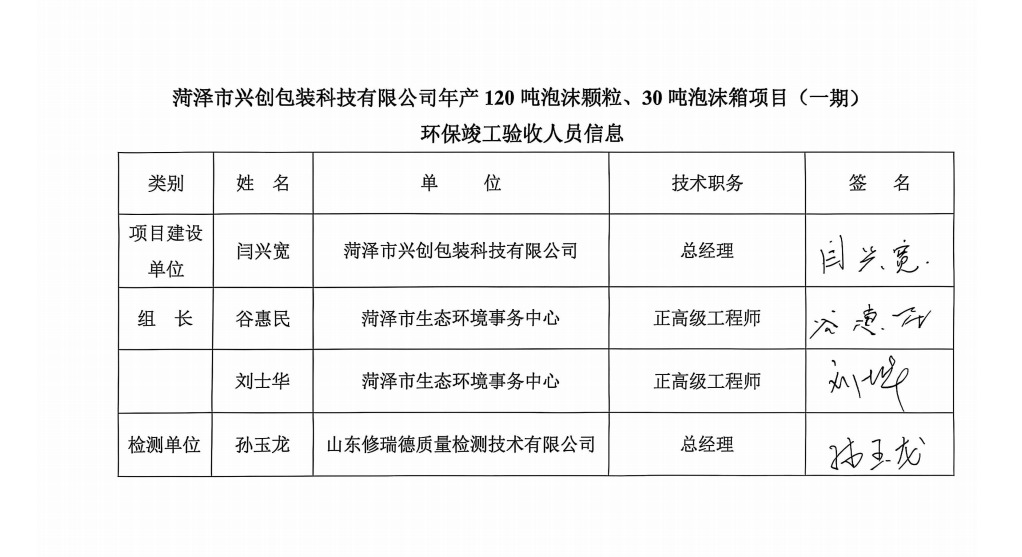 菏泽市兴创包装科技有限公司年产 120 吨泡沫颗粒、30 吨泡沫箱项目（一期）
环保竣工验收人员信息
类别 姓 名 单 位 技术职务 签 名
项目建设单位 闫兴宽 菏泽市兴创包装科技有限公司 总经理 闫兴宽.
组 长 谷惠民 菏泽市生态环境事务中心 正高级工程师 谷惠民
刘士华 菏泽市生态环境事务中心 正高级工程师 刘士华
检测单位 孙玉龙 山东修瑞德质量检测技术有限公司 总经理 孙玉龙